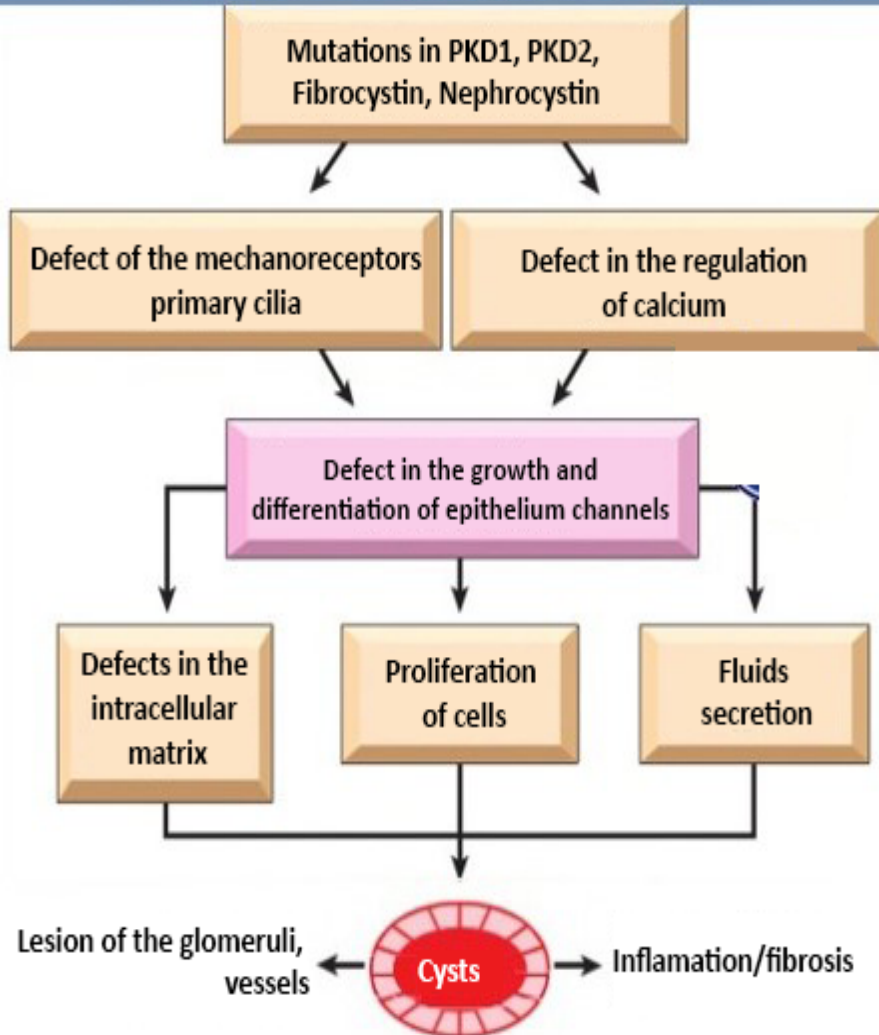 Mutations in PKD1, PKD2,
Fibrocystin, Nephrocystin
Defect of the mechanoreceptors
primary cilia
Defect in the regulation
of calcium
Defect in the growth and
differentiation of epithelium channels
Defects in the
intracellular
matrix
Proliferation
of cells
Fluids
secretion
Lesion of the glomeruli,
vessels
Cysts
Inflamation/fibrosis